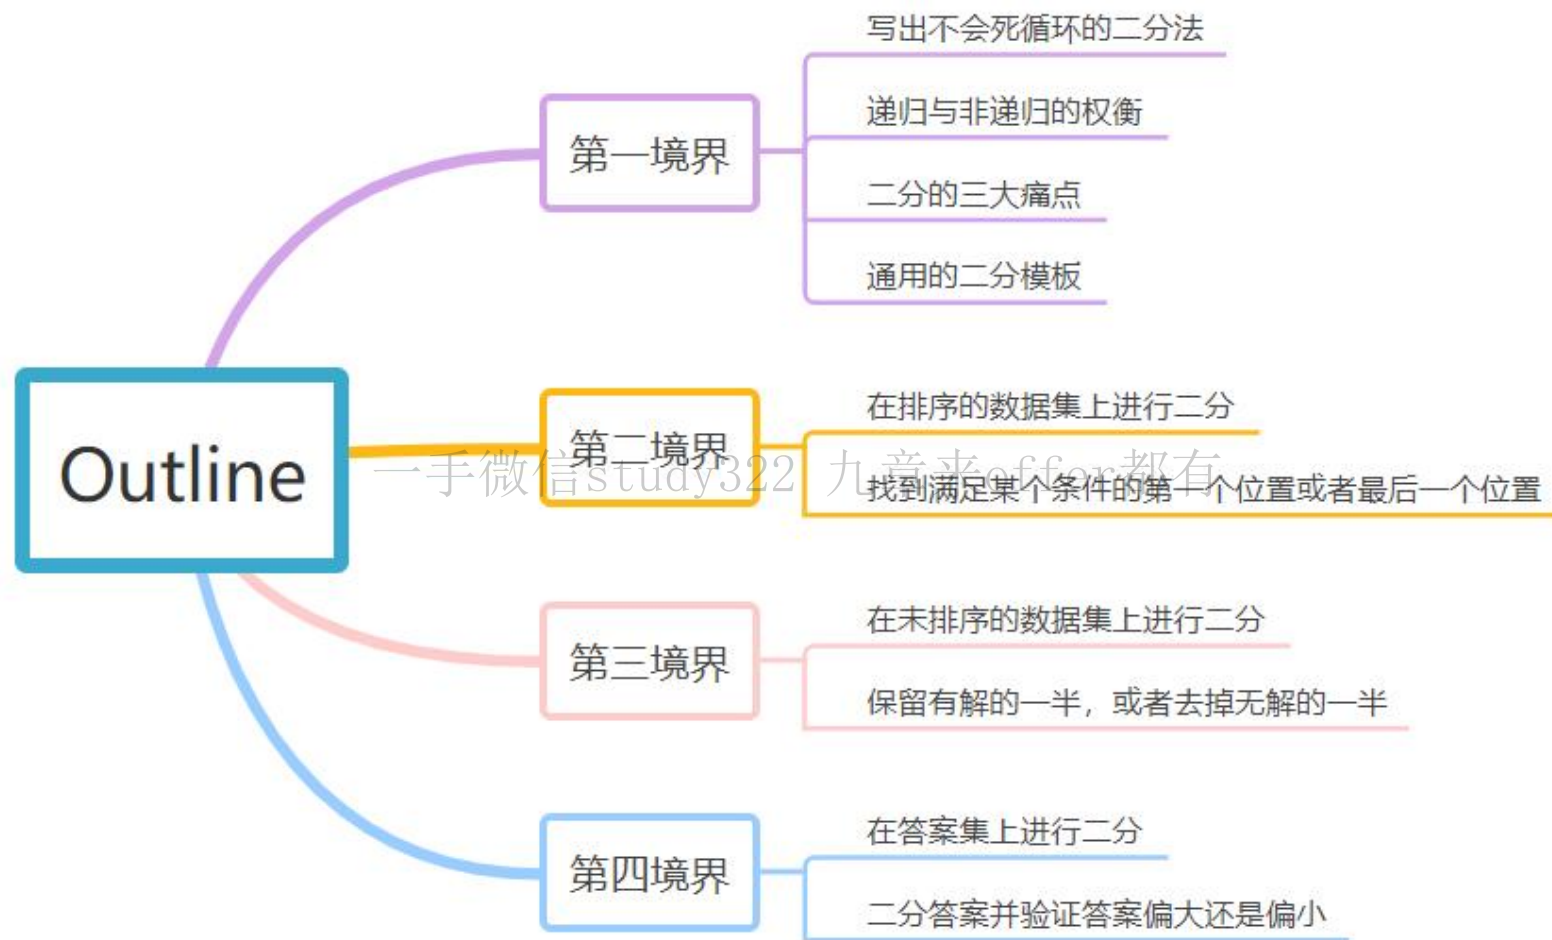 写出不会死循环的二分法
递归与非递归的权衡
第一境界
二分的三大痛点
通用的二分模板
在排序的数据集上进行二分
第二境界
Outline
一手微信study322 九章来offer都有
找到满足某个条件的第一个位置或者最后一个位置
在未排序的数据集上进行二分
第三境界
保留有解的一半，或者去掉无解的一半
在答案集上进行二分
第四境界
二分答案并验证答案偏大还是偏小